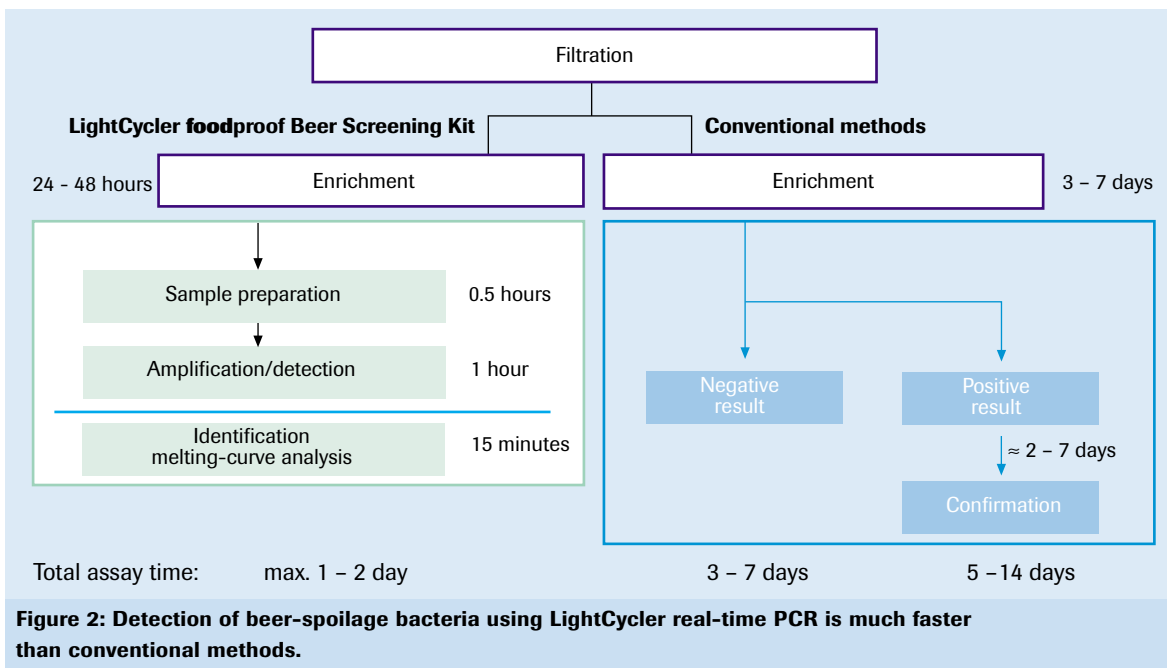 Filtration
LightCycler foodproof Beer Screening Kit
Conventional methods
24 - 48 hours
Enrichment
Enrichment
3 – 7 days
Sample preparation
0.5 hours
Amplification/detection
1 hour
Identification
melting-curve analysis
15 minutes
Negative
result
Positive
result
≈ 2 – 7 days
Confirmation
Total assay time:
max. 1 – 2 day
3 – 7 days
5 –14 days
Figure 2: Detection of beer-spoilage bacteria using LightCycler real-time PCR is much faster
than conventional methods.